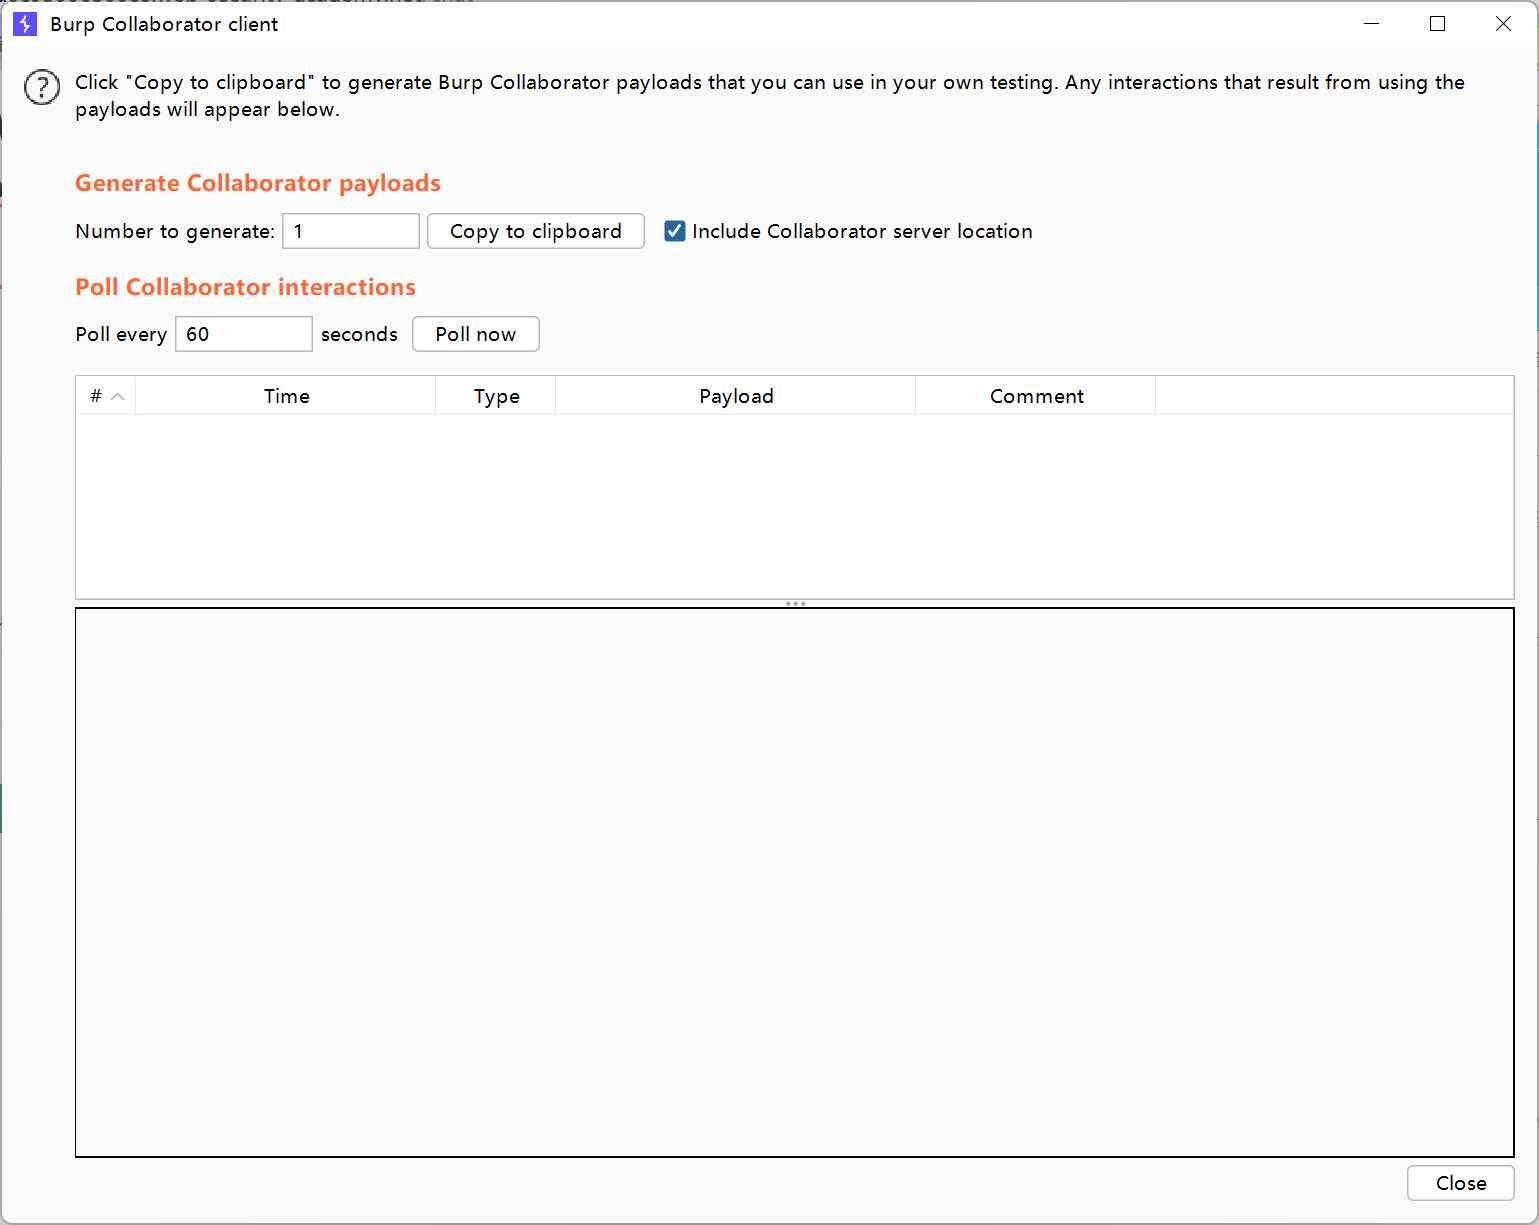 Burp Collaborator client
Click "Copy to clipboard" to generate Burp Collaborator payloads that you can use in your own testing. Any interactions that result from using the
payloads will appear below.
Generate Collaborator payloads
Number to generate: 1 Copy to clipboard Include Collaborator server location
Poll Collaborator interactions
Poll every 60 seconds Poll now
# Time Type Payload Comment
Close